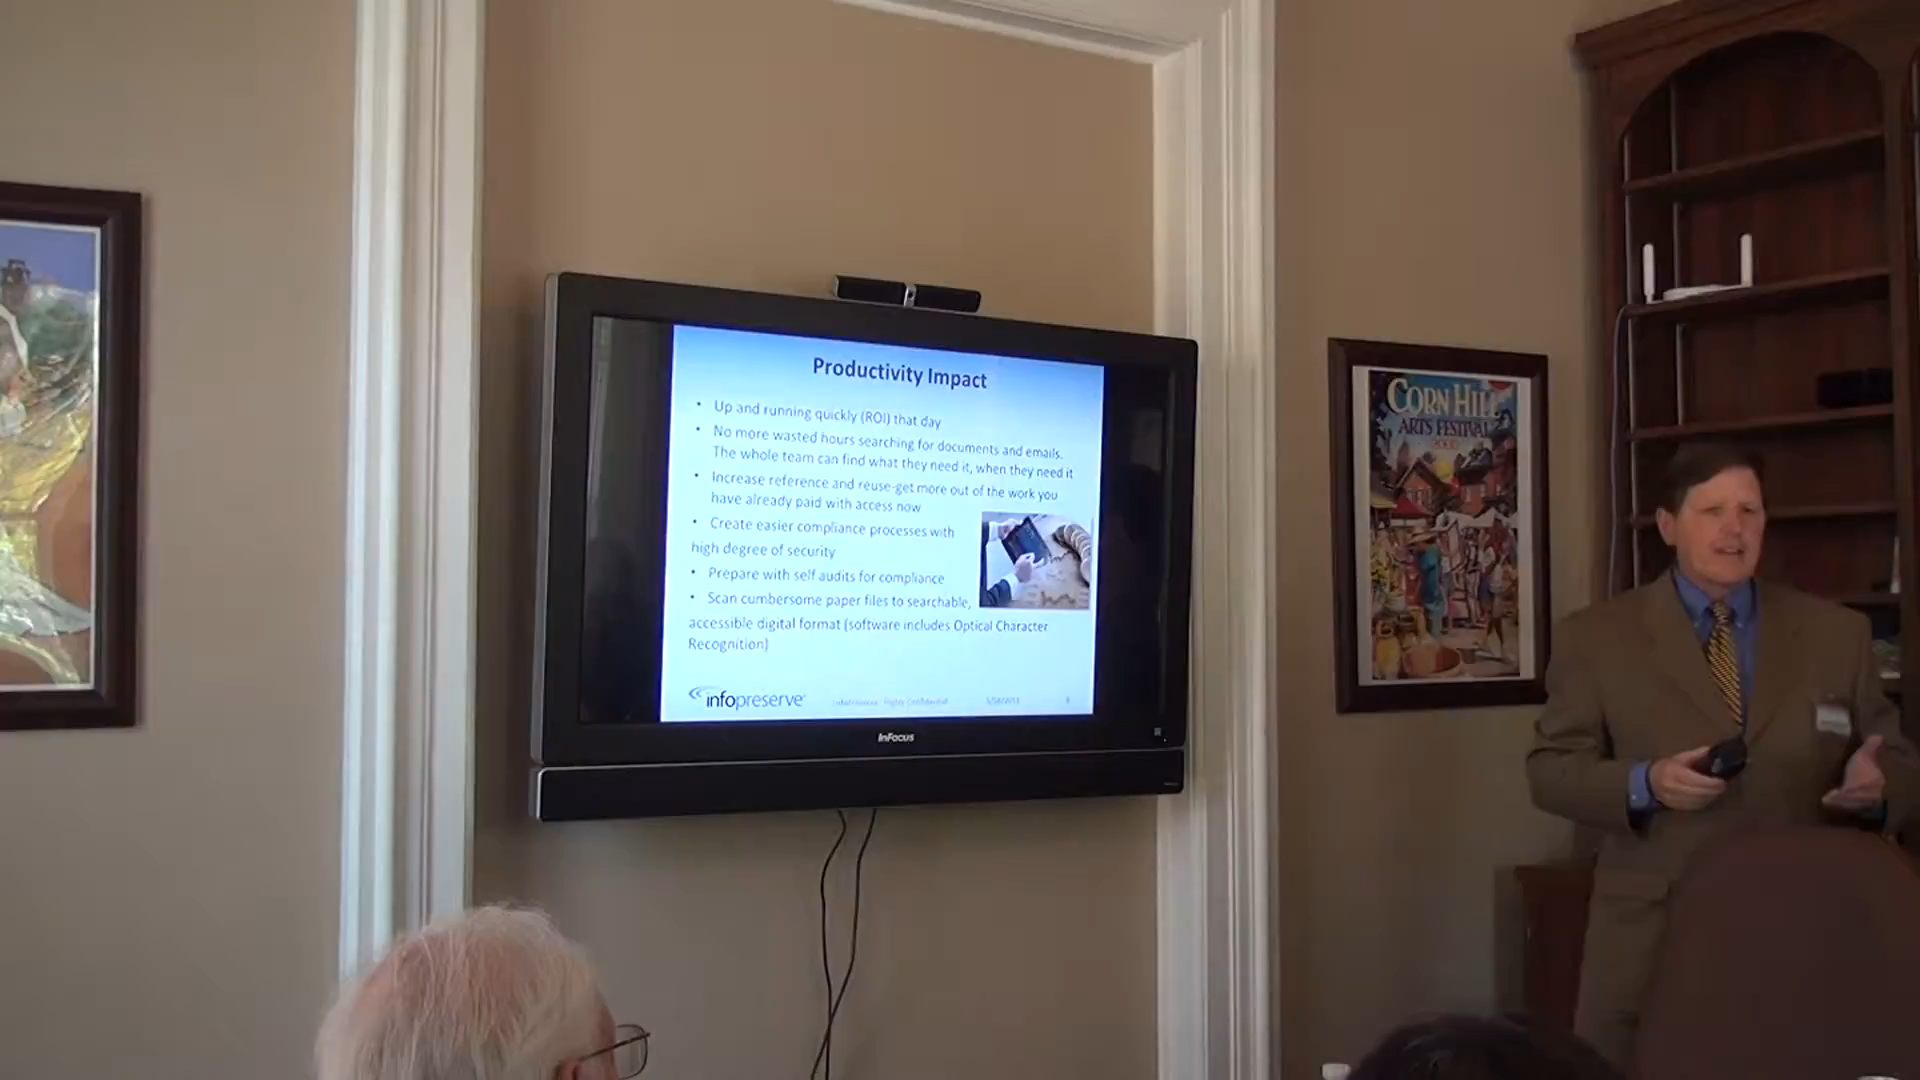 Productivity Impact
• Up and running quickly (ROI) that day
• No more wasted hours searching for documents and emails.
The whole team can find what they need it, when they need it
• Increase reference and reuse-get more out of the work you
have already paid with access now
• Create easier compliance processes with
high degree of security
• Prepare with self audits for compliance
• Scan cumbersome paper files to searchable,
accessible digital format (software includes Optical Character
Recognition)
infopreserve
Highly Confidential
InFocus
CORN HILL
ARTS FESTIVAL